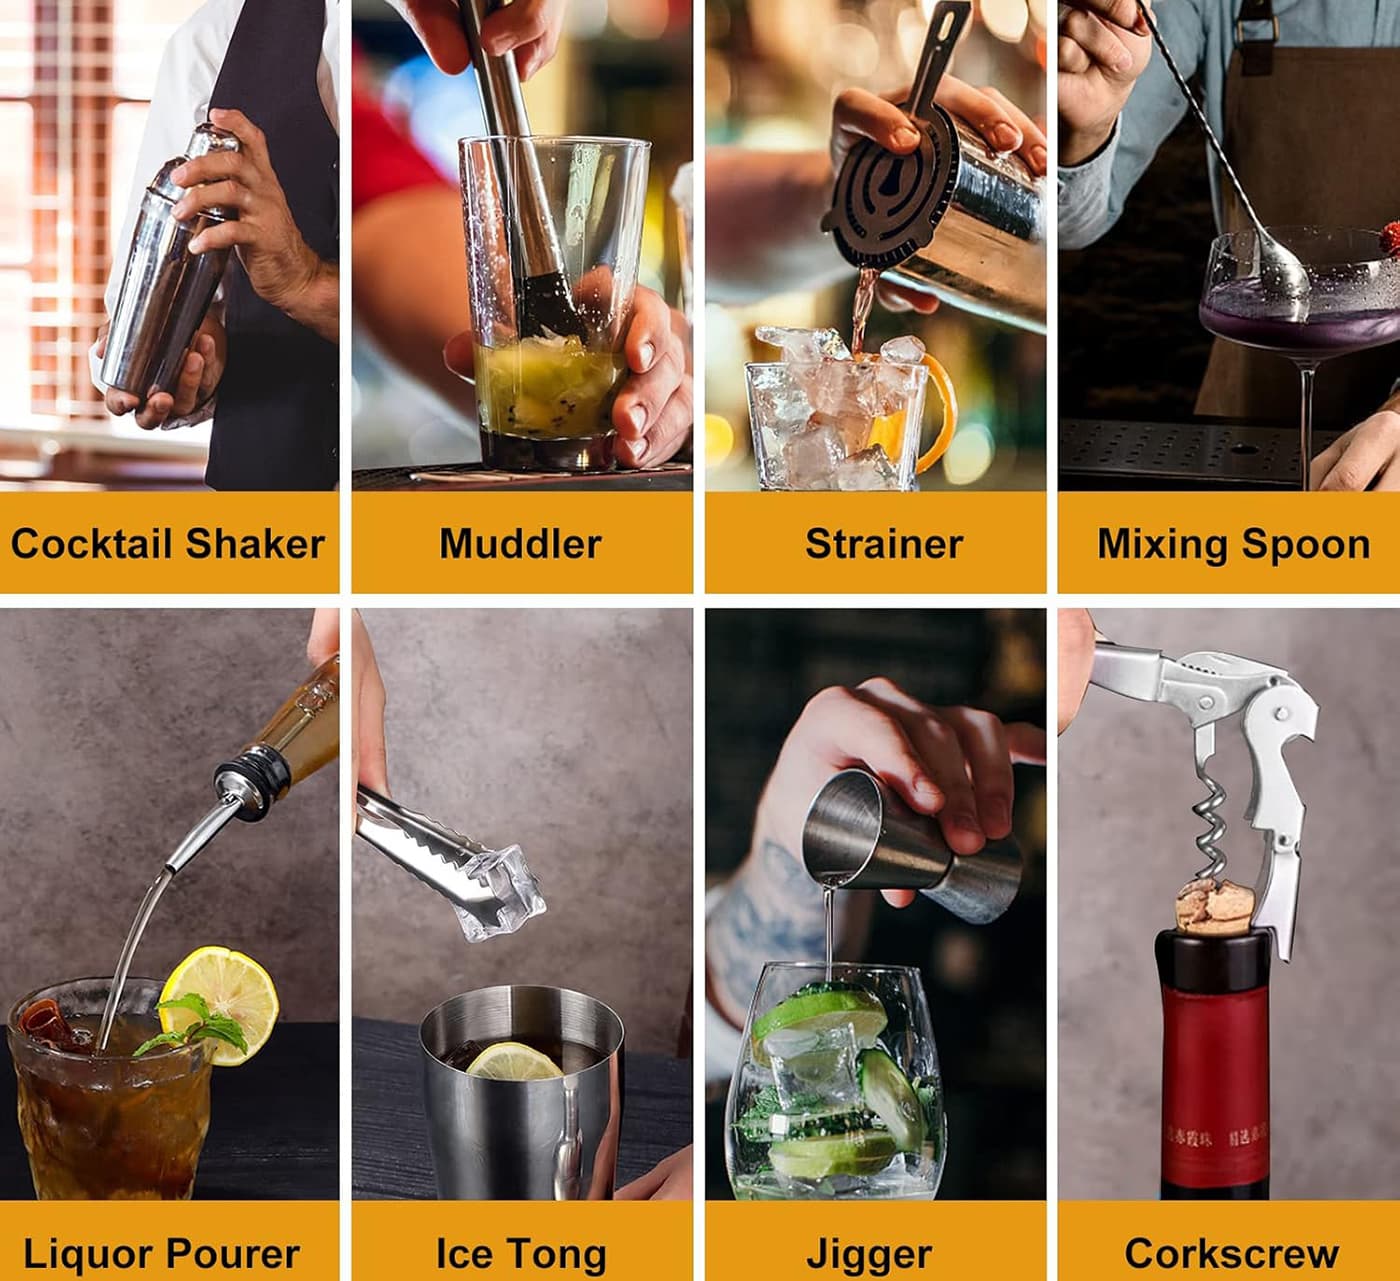 Cocktail Shaker
Muddler
Strainer
Mixing Spoon
Liquor Pourer
Ice Tong
Jigger
Corkscrew